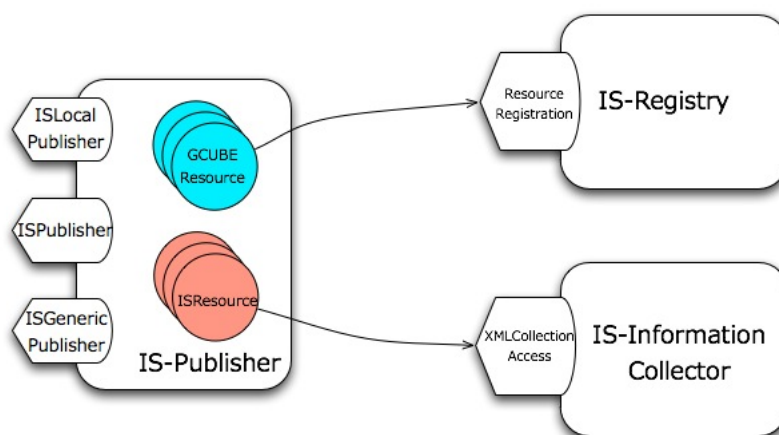 ISLocal
Publisher
ISPublisher
ISGeneric
Publisher
GCUBE
Resource
ISResource
IS-Publisher
Resource
Registration
IS-Registry
XMLCollection
Access
IS-Information
Collector